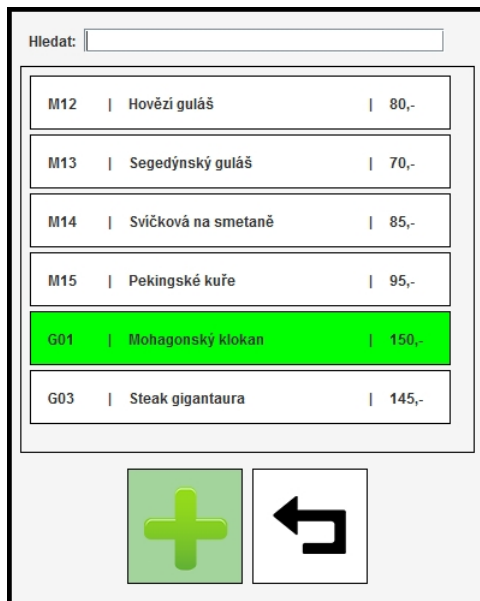 Hledat:
M12 | Hovězí guláš | 80,-
M13 | Segedýnský guláš | 70,-
M14 | Svíčková na smetaně | 85,-
M15 | Pekingské kuře | 95,-
G01 | Mohagonský klokan | 150,-
G03 | Steak gigantaura | 145,-